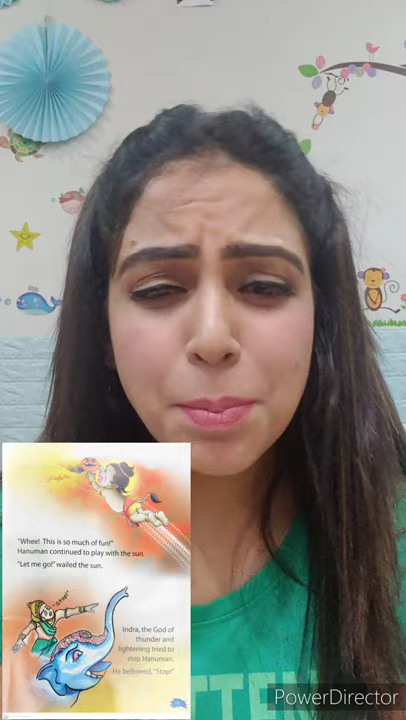 "Whee! This is so much of fun!"
Hanuman continued to play with the sun.
"Let me go!" wailed the sun.
"Stop!"
Indra, the God of
thunder and
lightening tried to
stop Hanuman.
He bellowed, "Stop!"
PowerDirector